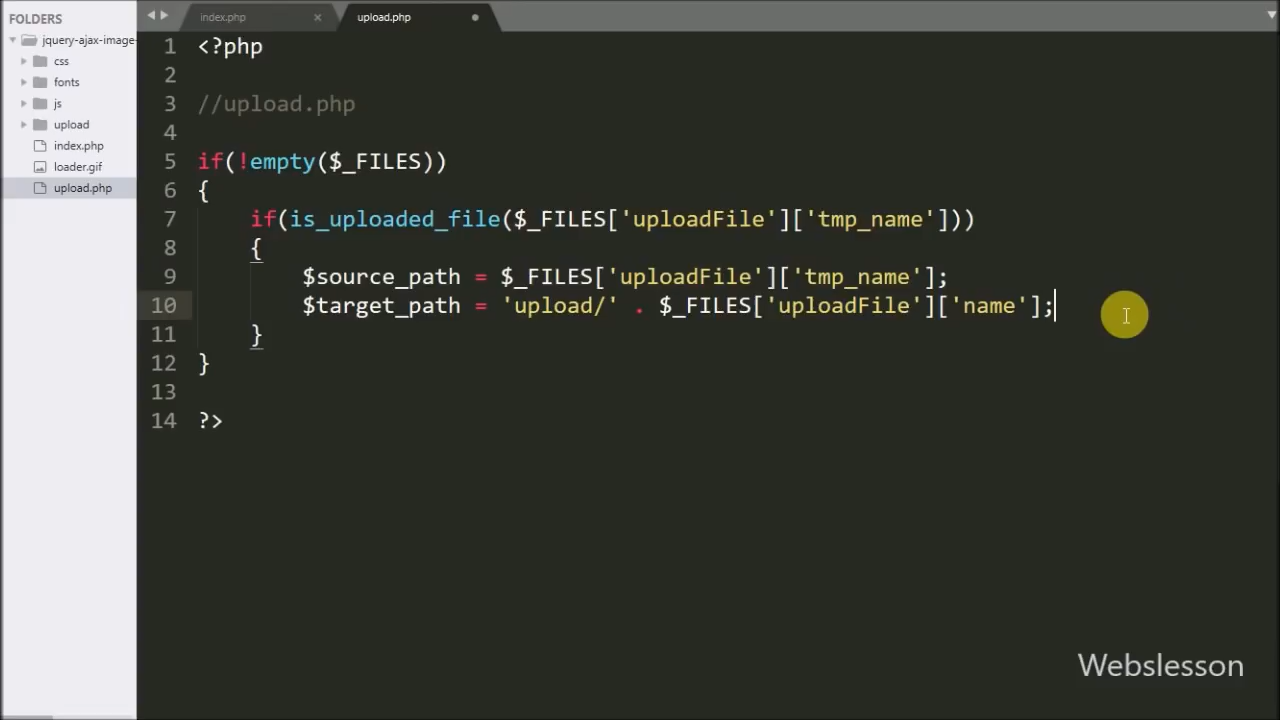 FOLDERS
jquery-ajax-image-
css
fonts
js
upload
index.php
loader.gif
upload.php
index.php
upload.php
1 <?php
2
3 //upload.php
4
5 if(!empty($_FILES))
6 {
7 if(is_uploaded_file($_FILES['uploadFile']['tmp_name']))
8 {
9 $source_path = $_FILES['uploadFile']['tmp_name'];
10 $target_path = 'upload/' . $_FILES['uploadFile']['name'];
11 }
12 }
13
14 ?>
Webslesson